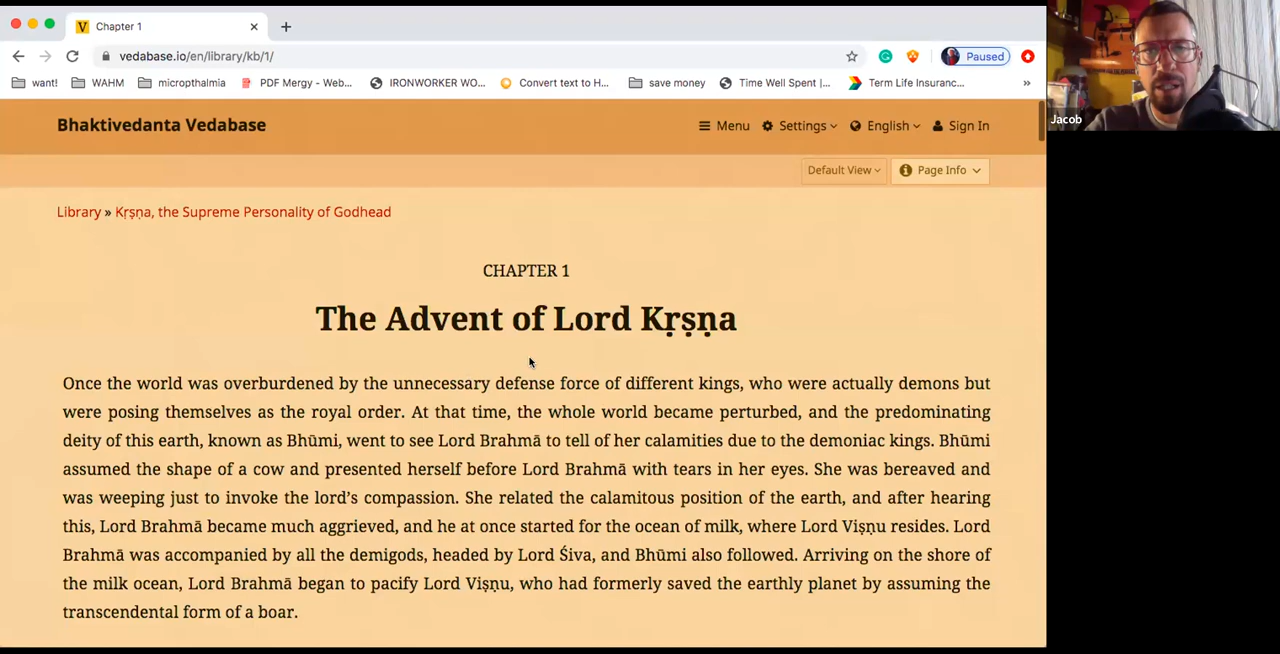 Chapter 1
vedabase.io/en/library/kb/1/
Paused
want!
WAHM
micropthalmia
PDF Mergy - Web...
IRONWORKER WO...
Convert text to H...
save money
Time Well Spent |...
Term Life Insuranc...
»
Jacob
Bhaktivedanta Vedabase
Menu
Settings
English
Sign In
Default View
Page Info
Library » Kṛṣṇa, the Supreme Personality of Godhead
CHAPTER 1
The Advent of Lord Kṛṣṇa
Once the world was overburdened by the unnecessary defense force of different kings, who were actually demons but
were posing themselves as the royal order. At that time, the whole world became perturbed, and the predominating
deity of this earth, known as Bhūmi, went to see Lord Brahmā to tell of her calamities due to the demoniac kings. Bhūmi
assumed the shape of a cow and presented herself before Lord Brahmā with tears in her eyes. She was bereaved and
was weeping just to invoke the lord’s compassion. She related the calamitous position of the earth, and after hearing
this, Lord Brahmā became much aggrieved, and he at once started for the ocean of milk, where Lord Viṣṇu resides. Lord
Brahmā was accompanied by all the demigods, headed by Lord Śiva, and Bhūmi also followed. Arriving on the shore of
the milk ocean, Lord Brahmā began to pacify Lord Viṣṇu, who had formerly saved the earthly planet by assuming the
transcendental form of a boar.